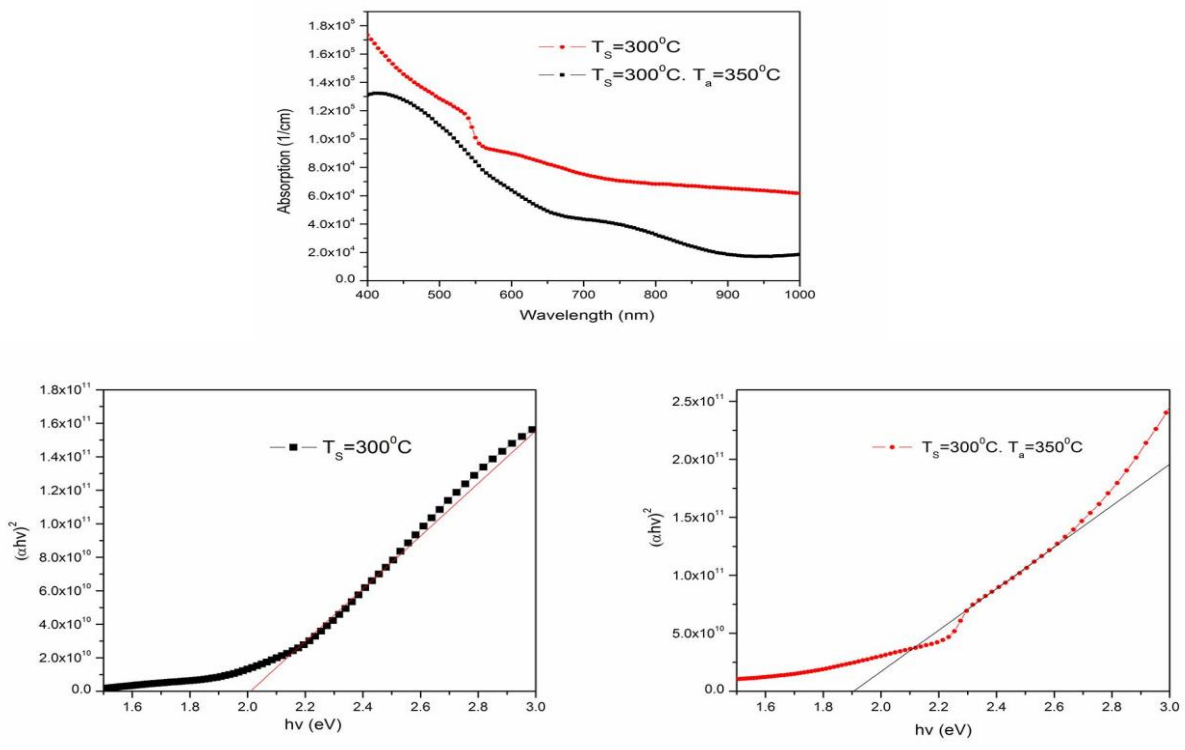 1.8x10⁵
1.6x10⁵
1.4x10⁵
1.2x10⁵
1.0x10⁵
8.0x10⁴
6.0x10⁴
4.0x10⁴
2.0x10⁴
0.0
Absorption (1/cm)
T_S=300⁰C
T_S=300⁰C. T_a=350⁰C
400 500 600 700 800 900 1000
Wavelength (nm)
1.8x10¹¹
1.6x10¹¹
1.4x10¹¹
1.2x10¹¹
1.0x10¹¹
8.0x10¹⁰
6.0x10¹⁰
4.0x10¹⁰
2.0x10¹⁰
0.0
(αhv)²
T_S=300⁰C
1.6 1.8 2.0 2.2 2.4 2.6 2.8 3.0
hv (eV)
2.5x10¹¹
2.0x10¹¹
1.5x10¹¹
1.0x10¹¹
5.0x10¹⁰
0.0
(αhv)²
T_S=300⁰C. T_a=350⁰C
1.6 1.8 2.0 2.2 2.4 2.6 2.8 3.0
hv (eV)